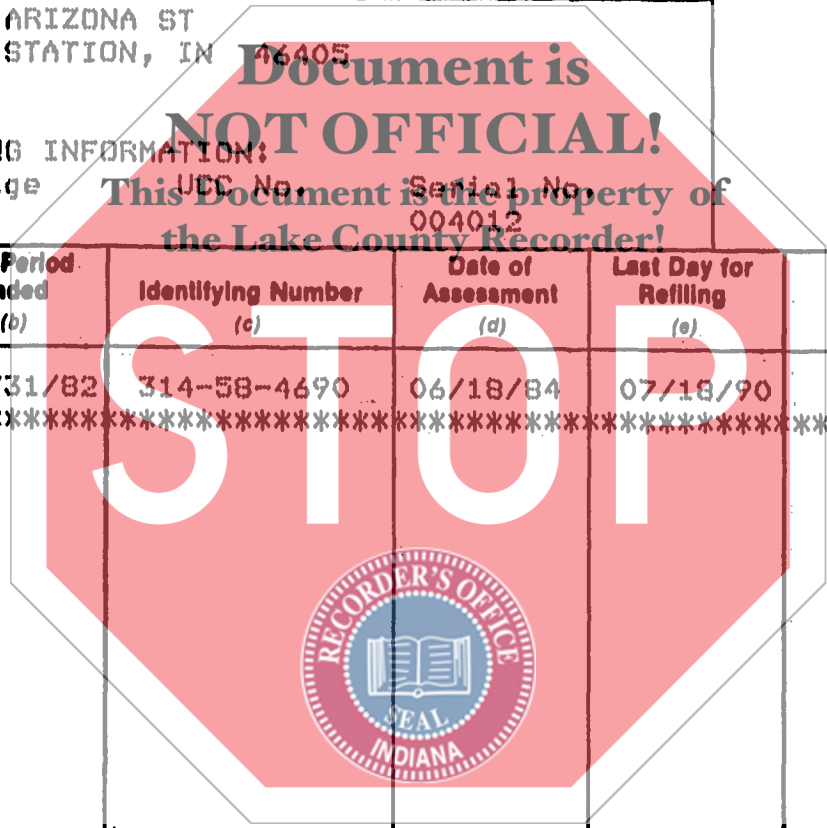 ARIZONA ST
STATION, IN 46405
Document is
NOT OFFICIAL!
G INFORMATION:
ge UCC No. Serial No.
This Document is the property of
004012
the Lake County Recorder!
Period
ded
(b)
Identifying Number
(c)
Date of
Assessment
(d)
Last Day for
Refiling
(e)
31/82 314-58-4690 06/18/84 07/18/90
STOP
RECORDER'S OFFICE
SEAL
INDIANA